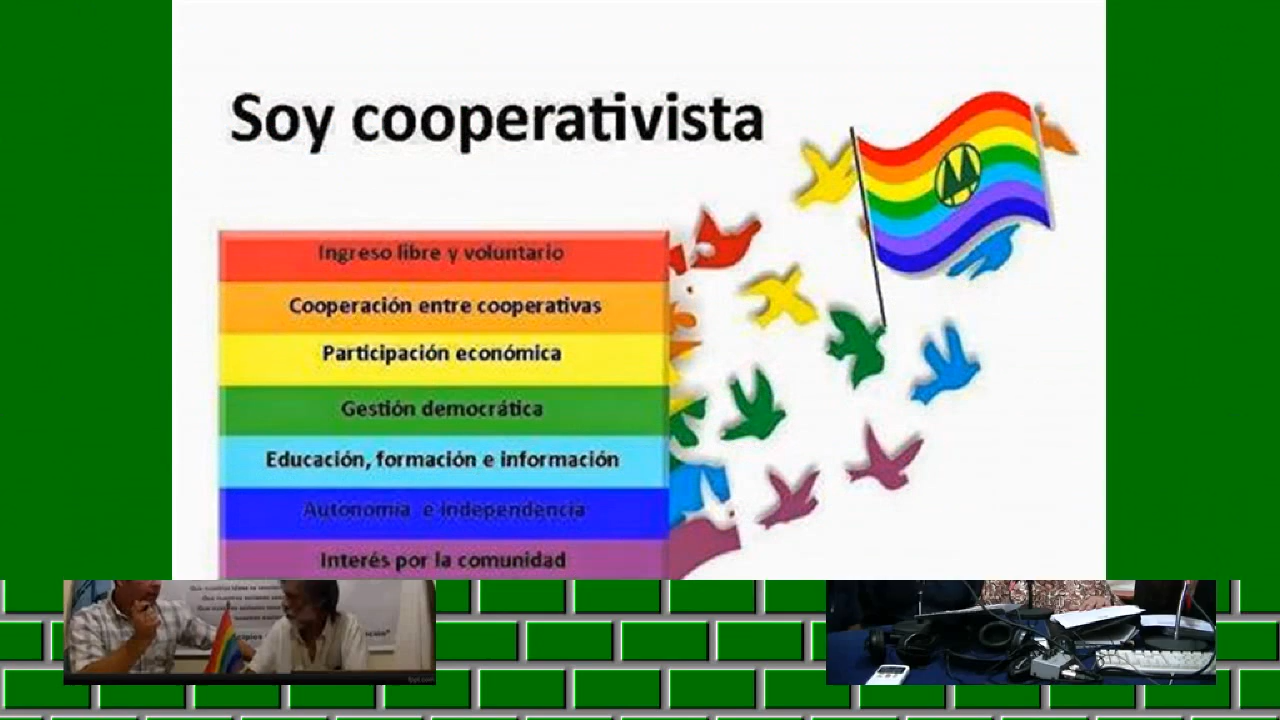 Soy cooperativista
Ingreso libre y voluntario
Cooperación entre cooperativas
Participación económica
Gestión democrática
Educación, formación e información
Autonomía e independencia
Interés por la comunidad